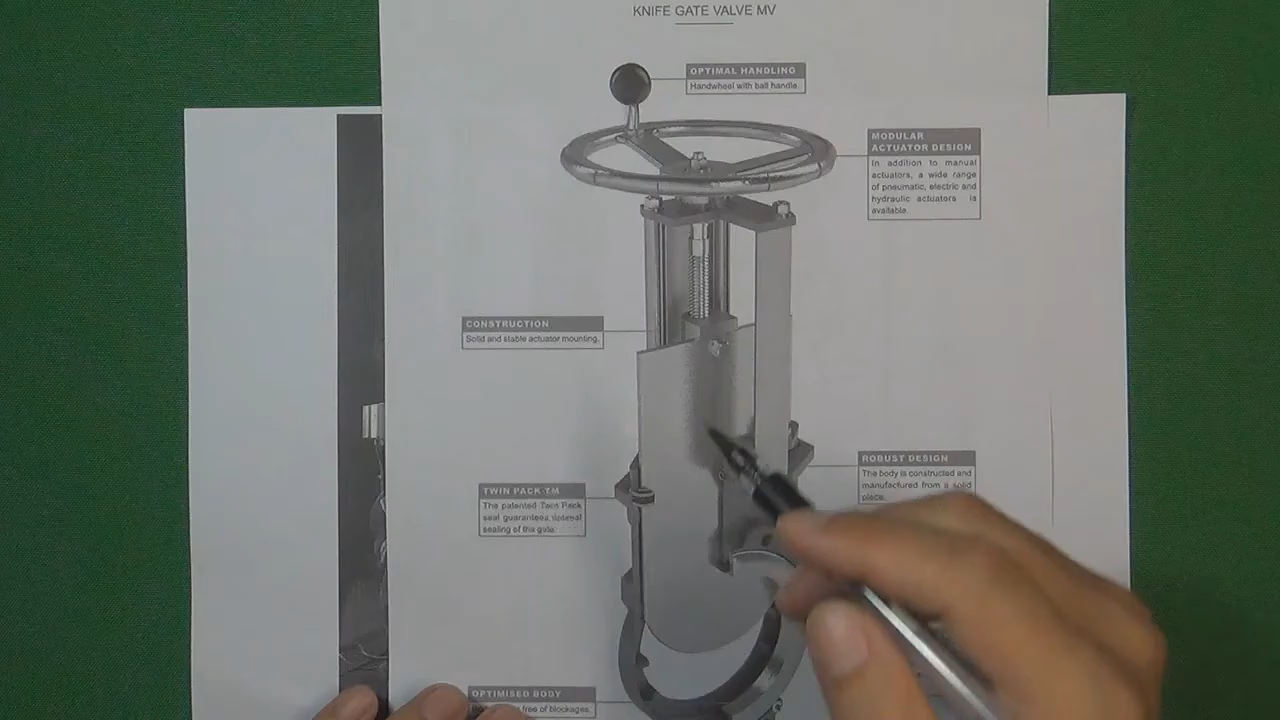 KNIFE GATE VALVE MV
OPTIMAL HANDLING
Handwheel with ball handle.
MODULAR
ACTUATOR DESIGN
In addition to manual
actuators, a wide range
of pneumatic, electric and
hydraulic actuators is
available.
CONSTRUCTION
Solid and stable actuator mounting.
ROBUST DESIGN
The body is constructed and
manufactured from a solid
piece.
TWIN PACK-TM
The patented Twin Pack
seal guarantees optimal
sealing of the gate.
OPTIMISED BODY
free of blockages.